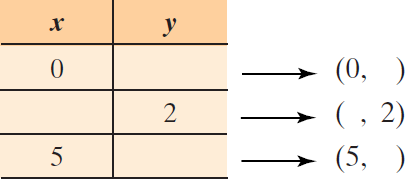 x y
0 (0, )
2 ( , 2)
5 (5, )